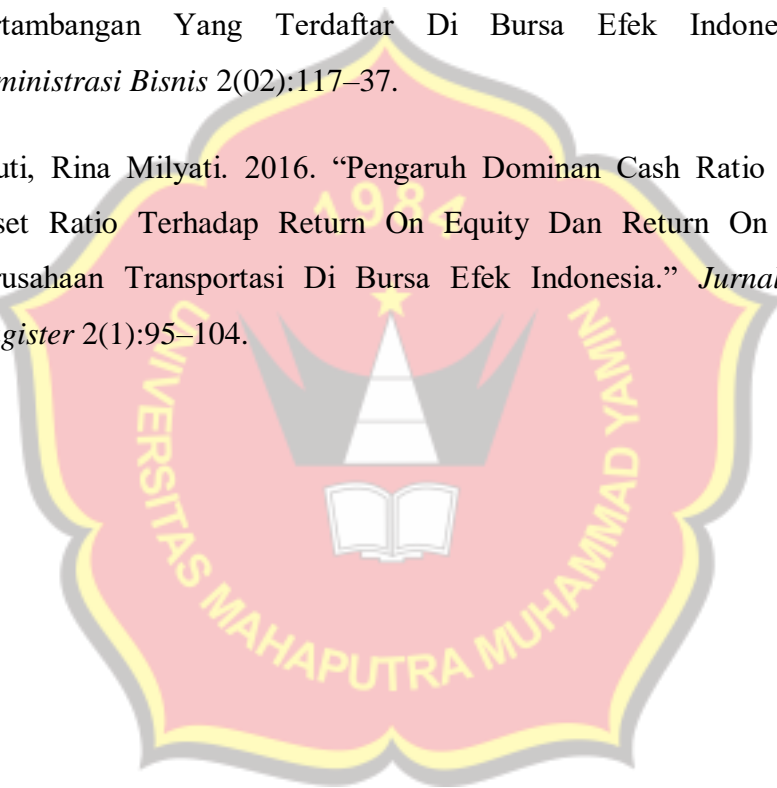 rtambangan Yang Terdaftar Di Bursa Efek Indone
ministrasi Bisnis 2(02):117–37.
uti, Rina Milyati. 2016. “Pengaruh Dominan Cash Ratio
set Ratio Terhadap Return On Equity Dan Return On
rusahaan Transportasi Di Bursa Efek Indonesia.” Jurnal
gister 2(1):95–104.
1984
UNIVERSITAS MAHAPUTRA MUHAMMAD YAMIN